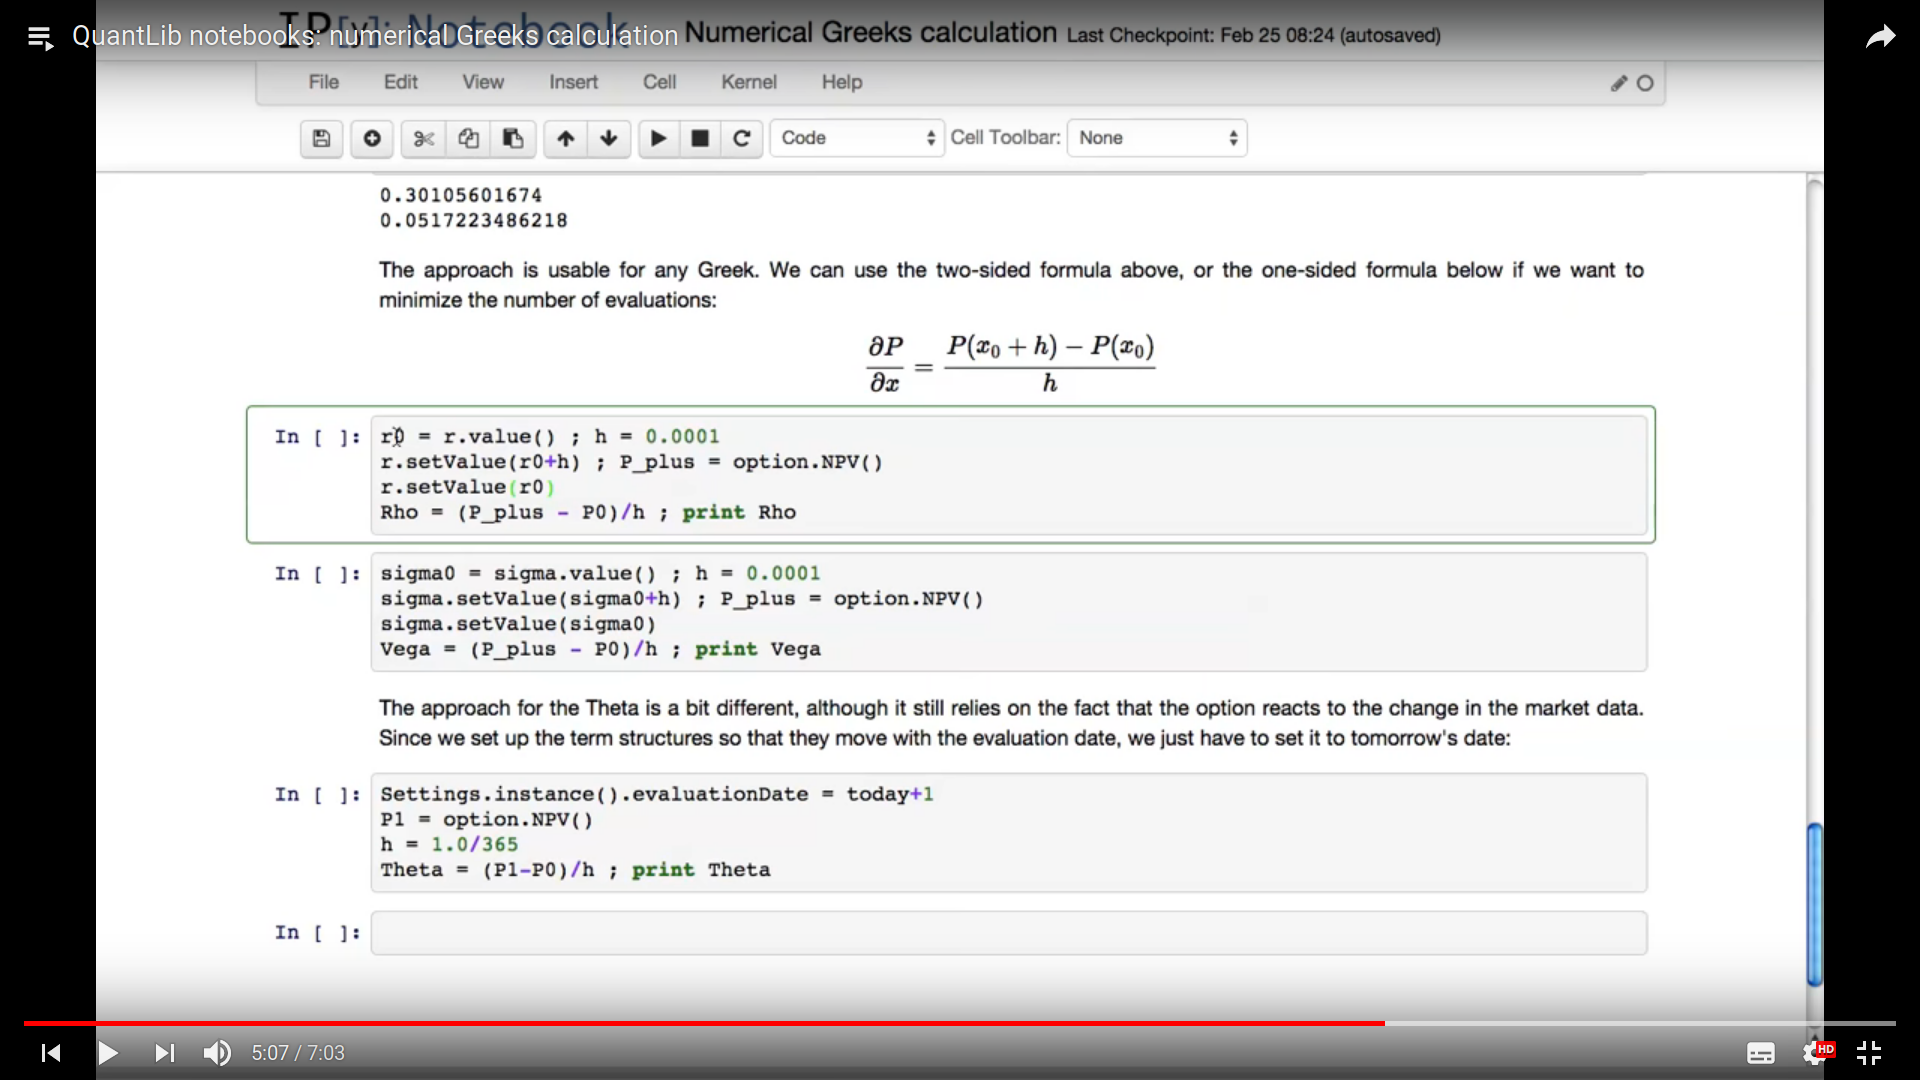 IP[y]: Notebook Numerical Greeks calculation Last Checkpoint: Feb 25 08:24 (autosaved)
QuantLib notebooks: numerical Greeks calculation
File Edit View Insert Cell Kernel Help
Code Cell Toolbar: None
0.30105601674
0.0517223486218
The approach is usable for any Greek. We can use the two-sided formula above, or the one-sided formula below if we want to
minimize the number of evaluations:
∂P/∂x = (P(x₀ + h) − P(x₀))/h
In [ ]: r0 = r.value() ; h = 0.0001
r.setValue(r0+h) ; P_plus = option.NPV()
r.setValue(r0)
Rho = (P_plus - P0)/h ; print Rho
In [ ]: sigma0 = sigma.value() ; h = 0.0001
sigma.setValue(sigma0+h) ; P_plus = option.NPV()
sigma.setValue(sigma0)
Vega = (P_plus - P0)/h ; print Vega
The approach for the Theta is a bit different, although it still relies on the fact that the option reacts to the change in the market data.
Since we set up the term structures so that they move with the evaluation date, we just have to set it to tomorrow's date:
In [ ]: Settings.instance().evaluationDate = today+1
P1 = option.NPV()
h = 1.0/365
Theta = (P1-P0)/h ; print Theta
In [ ]:
5:07 / 7:03
HD